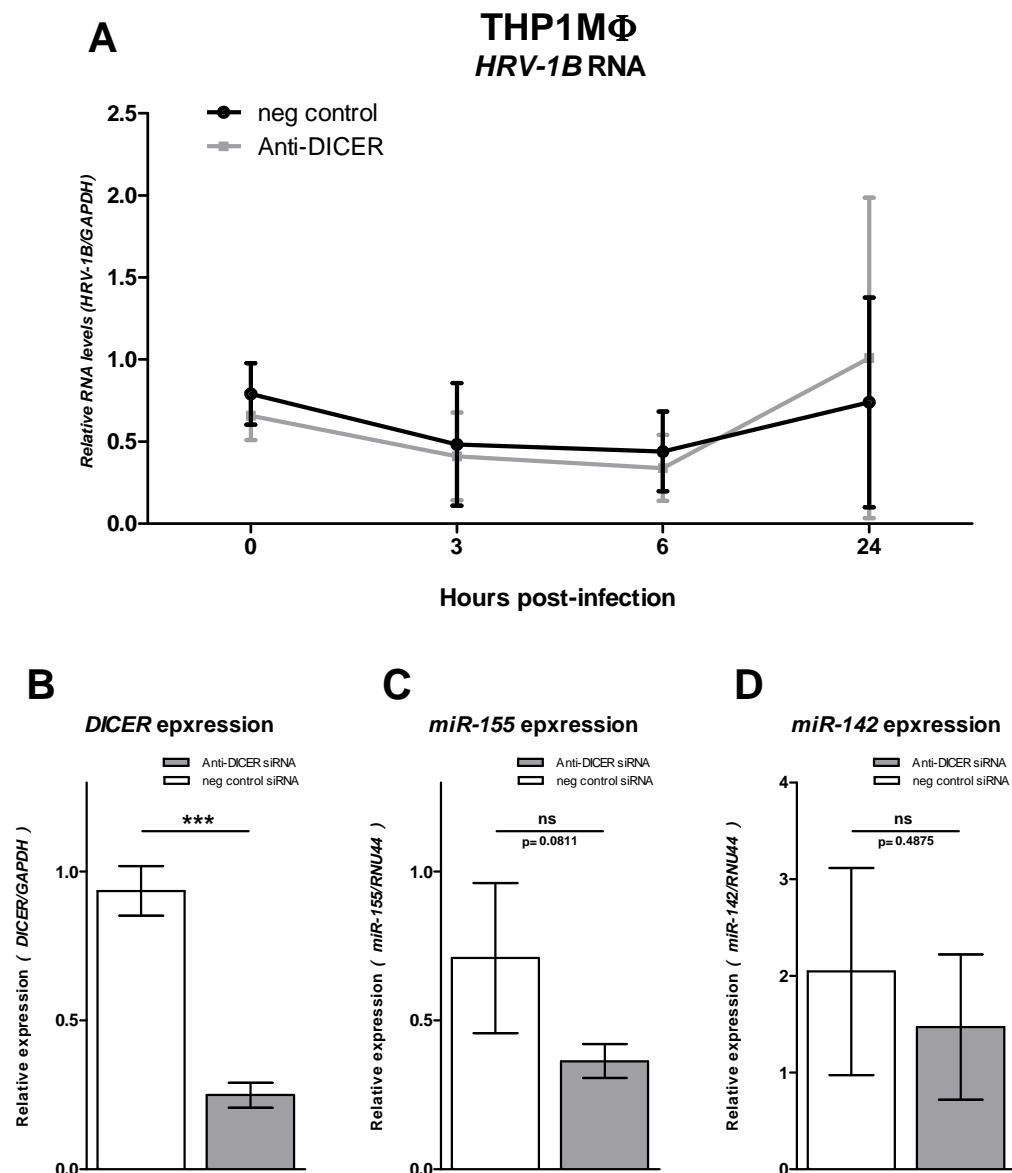 A
THP1MΦ
HRV-1B RNA
neg control
Anti-DICER
Relative RNA levels (HRV-1B/GAPDH)
2.5
2.0
1.5
1.0
0.5
0.0
0 3 6 24
Hours post-infection
B
DICER epxression
Anti-DICER siRNA
neg control siRNA
Relative expression ( DICER/GAPDH )
1.0
0.5
0.0
***
C
miR-155 epxression
Anti-DICER siRNA
neg control siRNA
Relative expression ( miR-155/RNU44 )
1.0
0.5
0.0
ns
p= 0.0811
D
miR-142 epxression
Anti-DICER siRNA
neg control siRNA
Relative expression ( miR-142/RNU44 )
4
3
2
1
0
ns
p= 0.4875